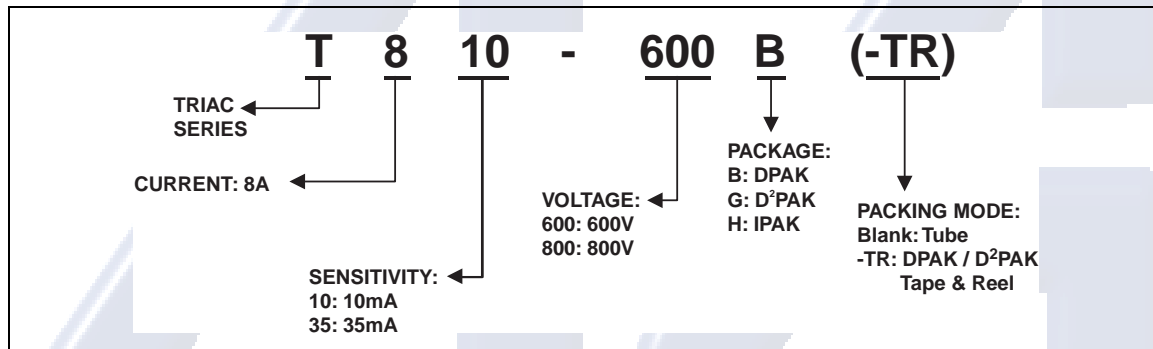 T 8 10 - 600 B (-TR)
TRIAC
SERIES
CURRENT: 8A
SENSITIVITY:
10: 10mA
35: 35mA
VOLTAGE:
600: 600V
800: 800V
PACKAGE:
B: DPAK
G: D²PAK
H: IPAK
PACKING MODE:
Blank: Tube
-TR: DPAK / D²PAK
Tape & Reel